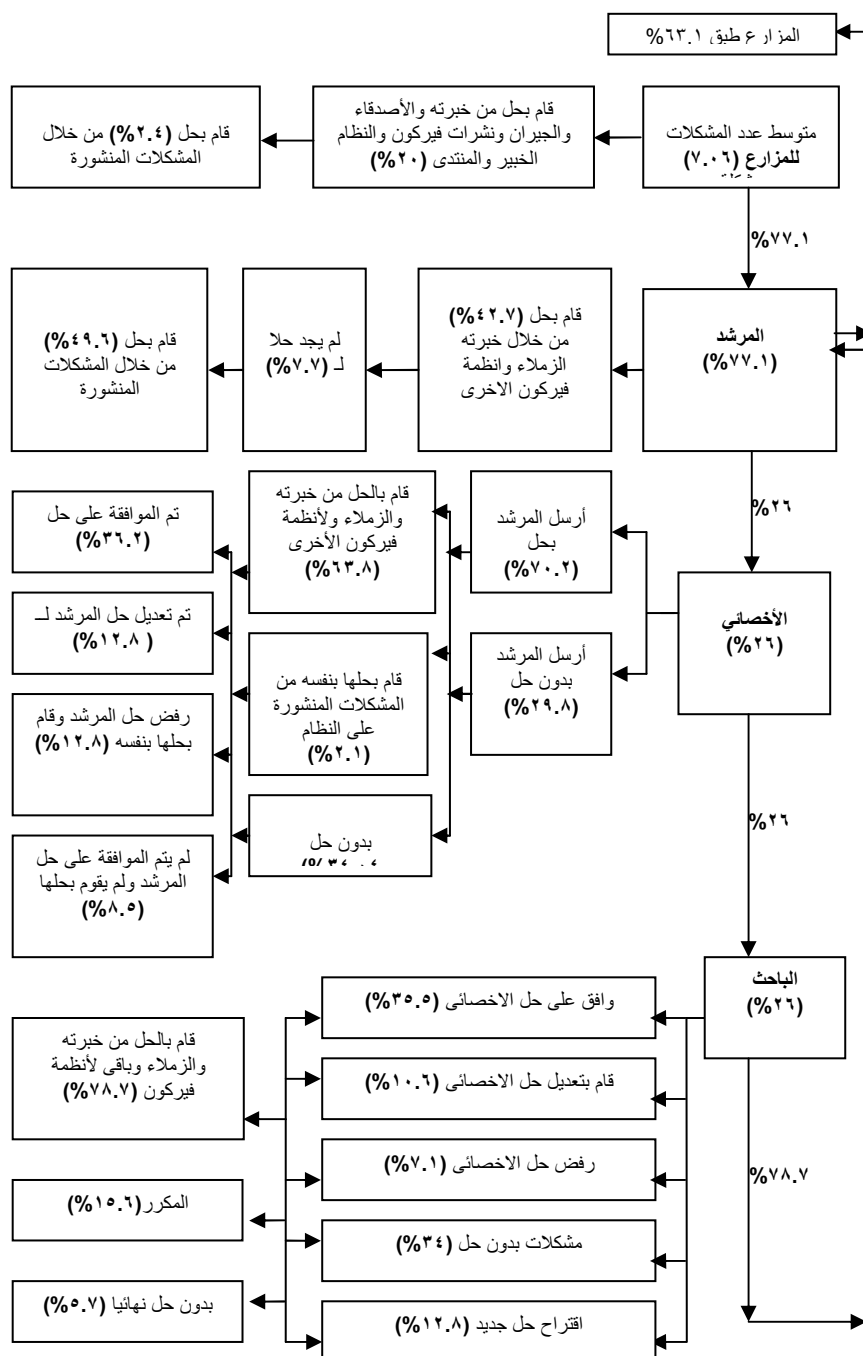 المزارع طبق ٦٣.١%
متوسط عدد المشكلات
للمزارع (٧.٠٦)
قام بحل من خبرته والأصدقاء
والجيران ونشرات فيركون والنظام
الخبير والمنتدى (٢٠%)
قام بحل (٢.٤%) من خلال
المشكلات المنشورة
٧٧.١%
المرشد
(٧٧.١%)
قام بحل (٤٢.٧%)
من خلال خبرته
الزملاء وانظمة
فيركون الاخرى
لم يجد حلا
لـ (٧.٧%)
قام بحل (٤٩.٦%)
من خلال المشكلات
المنشورة
٢٦%
الأخصائي
(٢٦%)
أرسل المرشد
بحل
(٧٠.٢%)
أرسل المرشد
بدون حل
(٢٩.٨%)
قام بالحل من خبرته
والزملاء ولأنظمة
فيركون الأخرى
(٦٣.٨%)
قام بحلها بنفسه من
المشكلات المنشورة
على النظام
(٢.١%)
بدون حل
تم الموافقة على حل
(٣٦.٢%)
تم تعديل حل المرشد لــ
(١٢.٨%
رفض حل المرشد وقام
بحلها بنفسه (١٢.٨%)
لم يتم الموافقة على حل
المرشد ولم يقوم بحلها
(٨.٥%)
٢٦%
الباحث
(٢٦%)
وافق على حل الاخصائى (٣٥.٥%)
قام بتعديل حل الاخصائى (١٠.٦%)
رفض حل الاخصائى (٧.١%)
مشكلات بدون حل (٣٤%)
اقتراح حل جديد (١٢.٨%)
قام بالحل من خبرته
والزملاء وباقى لأنظمة
فيركون (٧٨.٧%)
المكرر(١٥.٦%)
بدون حل نهائيا (٥.٧%)
٧٨.٧%